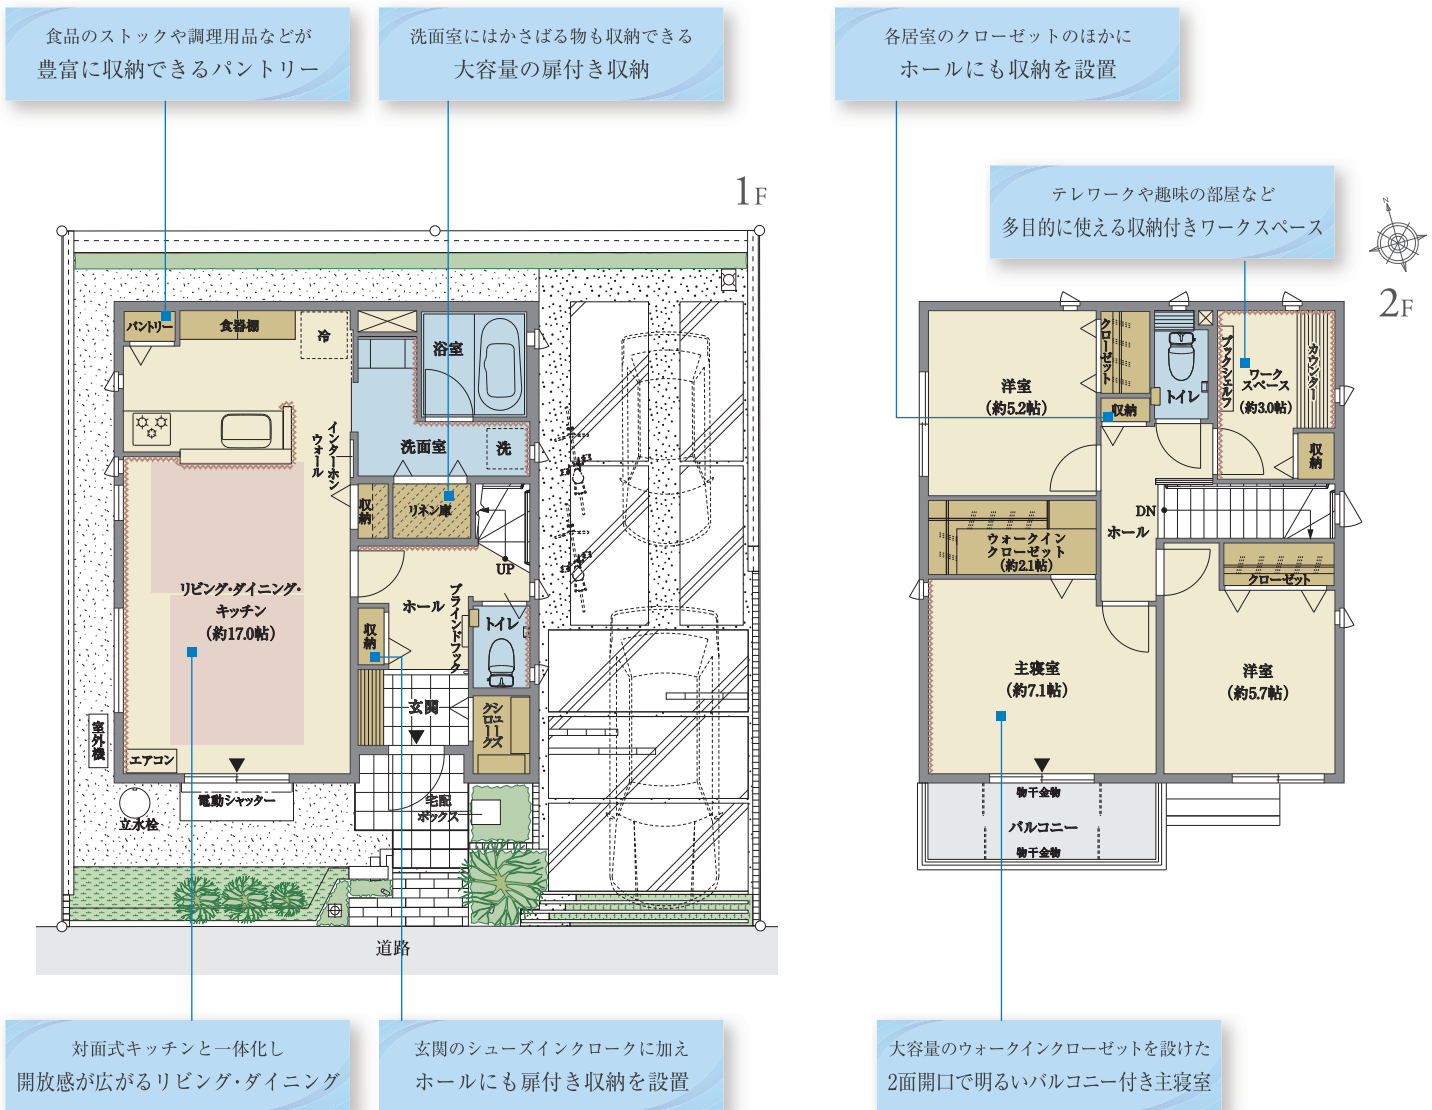 食品のストックや調理用品などが
豊富に収納できるパントリー
洗面室にはかさばる物も収納できる
大容量の扉付き収納
各居室のクローゼットのほかに
ホールにも収納を設置
テレワークや趣味の部屋など
多目的に使える収納付きワークスペース
1F
パントリー
食器棚
冷
浴室
インターホン
ウォール
洗面室
洗
収納
リネン庫
UP
リビング・ダイニング・
キッチン
(約17.0帖)
ホール
ブラインドフック
収納
トイレ
玄関
シューズ
クローク
室外機
エアコン
電動シャッター
立水栓
宅配
ボックス
道路
N
2F
洋室
(約5.2帖)
クローゼット
収納
トイレ
ブックシェルフ
ワーク
スペース
(約3.0帖)
カウンター
収納
DN
ホール
ウォークイン
クローゼット
(約2.1帖)
クローゼット
主寝室
(約7.1帖)
洋室
(約5.7帖)
物干金物
バルコニー
物干金物
対面式キッチンと一体化し
開放感が広がるリビング・ダイニング
玄関のシューズインクロークに加え
ホールにも扉付き収納を設置
大容量のウォークインクローゼットを設けた
2面開口で明るいバルコニー付き主寝室